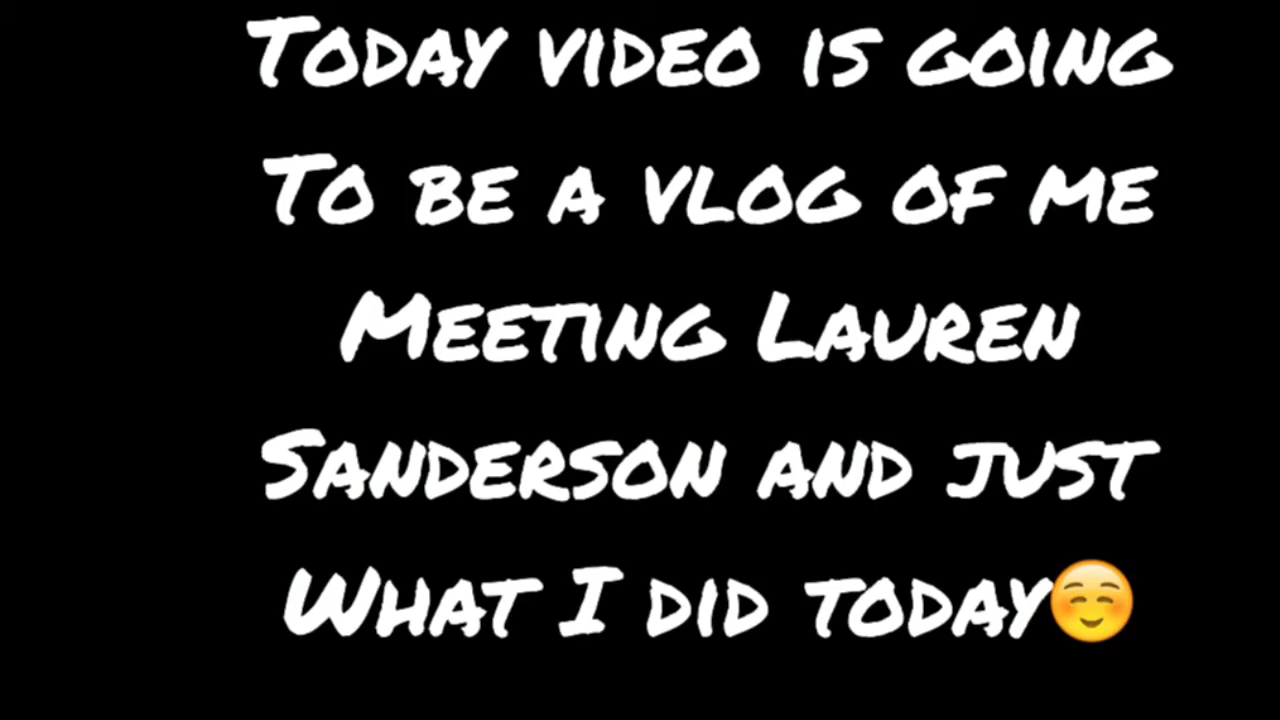 Today video is going
To be a vlog of me
Meeting Lauren
Sanderson and just
What I did today☺️